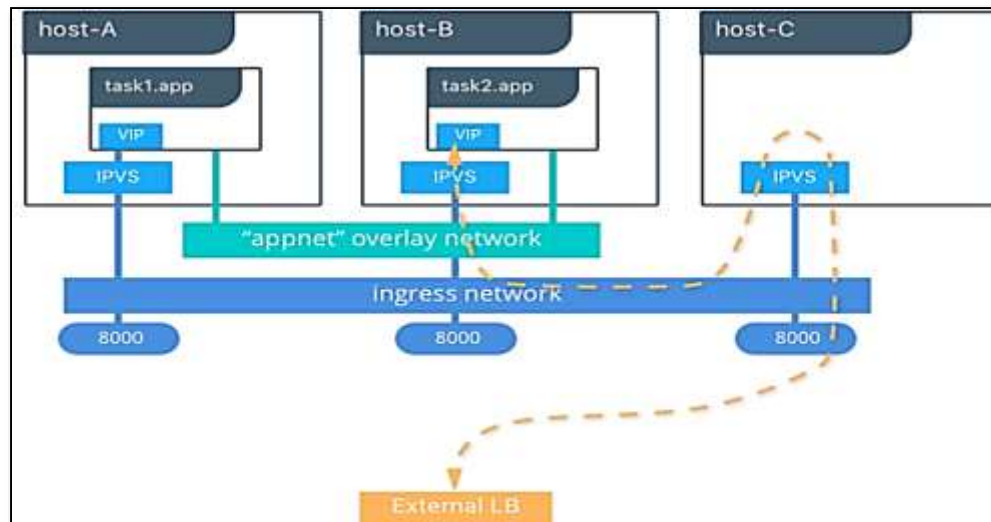 host-A
host-B
host-C
task1.app
task2.app
VIP
VIP
IPVS
IPVS
IPVS
“appnet” overlay network
ingress network
8000
8000
8000
External LB